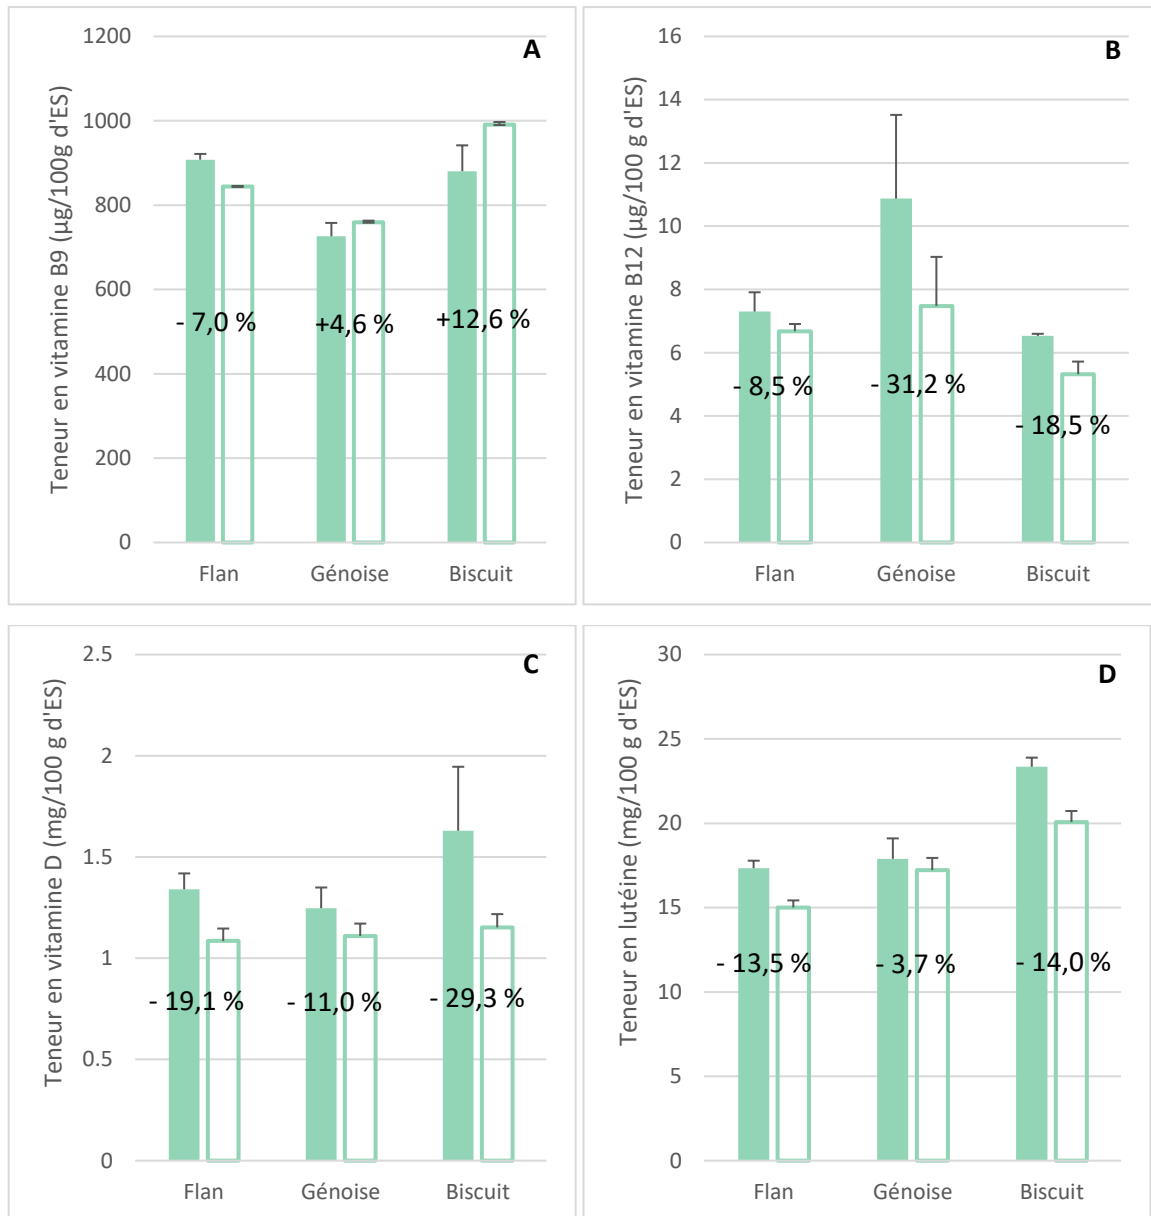 A
Teneur en vitamine B9 (µg/100g d'ES)
1200
1000
800
600
400
200
0
- 7,0 %
+4,6 %
+12,6 %
Flan
Génoise
Biscuit
B
Teneur en vitamine B12 (µg/100 g d'ES)
16
14
12
10
8
6
4
2
0
- 8,5 %
- 31,2 %
- 18,5 %
Flan
Génoise
Biscuit
C
Teneur en vitamine D (mg/100 g d'ES)
2.5
2
1.5
1
0.5
0
- 19,1 %
- 11,0 %
- 29,3 %
Flan
Génoise
Biscuit
D
Teneur en lutéine (mg/100 g d'ES)
30
25
20
15
10
5
0
- 13,5 %
- 3,7 %
- 14,0 %
Flan
Génoise
Biscuit